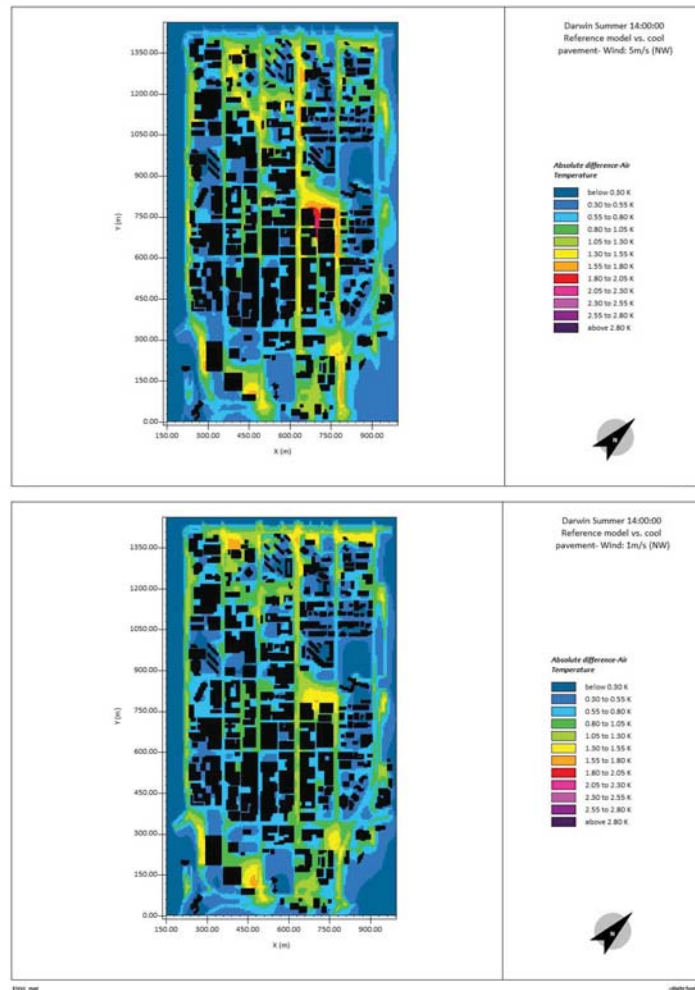 Darwin Summer 14:00:00
Reference model vs. cool
pavement- Wind: 5m/s (NW)
1350.00
1200.00
1050.00
900.00
750.00
600.00
450.00
300.00
150.00
0.00
Y (m)
150.00 300.00 450.00 600.00 750.00 900.00
X (m)
Absolute difference-Air
Temperature
below 0.30 K
0.30 to 0.55 K
0.55 to 0.80 K
0.80 to 1.05 K
1.05 to 1.30 K
1.30 to 1.55 K
1.55 to 1.80 K
1.80 to 2.05 K
2.05 to 2.30 K
2.30 to 2.55 K
2.55 to 2.80 K
above 2.80 K
N
Darwin Summer 14:00:00
Reference model vs. cool
pavement- Wind: 1m/s (NW)
1350.00
1200.00
1050.00
900.00
750.00
600.00
450.00
300.00
150.00
0.00
Y (m)
150.00 300.00 450.00 600.00 750.00 900.00
X (m)
Absolute difference-Air
Temperature
below 0.30 K
0.30 to 0.55 K
0.55 to 0.80 K
0.80 to 1.05 K
1.05 to 1.30 K
1.30 to 1.55 K
1.55 to 1.80 K
1.80 to 2.05 K
2.05 to 2.30 K
2.30 to 2.55 K
2.55 to 2.80 K
above 2.80 K
N